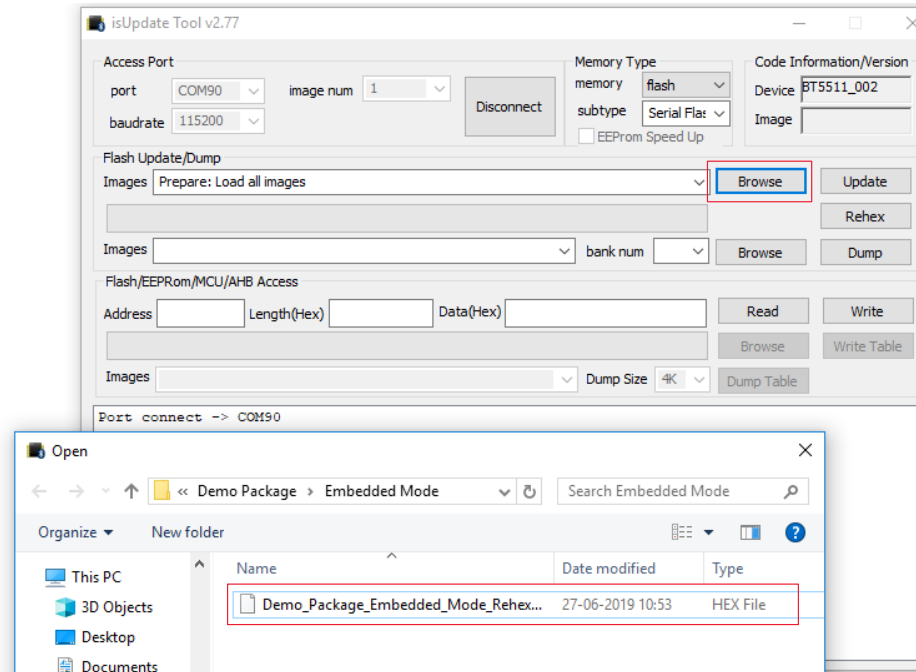 isUpdate Tool v2.77
Access Port
Memory Type
Code Information/Version
port COM90 image num 1
memory flash
Device BT5511_002
Disconnect
baudrate 115200
subtype Serial Flas
Image
EEProm Speed Up
Flash Update/Dump
Images Prepare: Load all images Browse Update
Rehex
Images bank num Browse Dump
Flash/EEPRom/MCU/AHB Access
Address Length(Hex) Data(Hex) Read Write
Browse Write Table
Images Dump Size 4K Dump Table
Port connect -> COM90
Open
« Demo Package > Embedded Mode Search Embedded Mode
Organize New folder
Name Date modified Type
This PC
Demo_Package_Embedded_Mode_Rehex... 27-06-2019 10:53 HEX File
3D Objects
Desktop
Documents